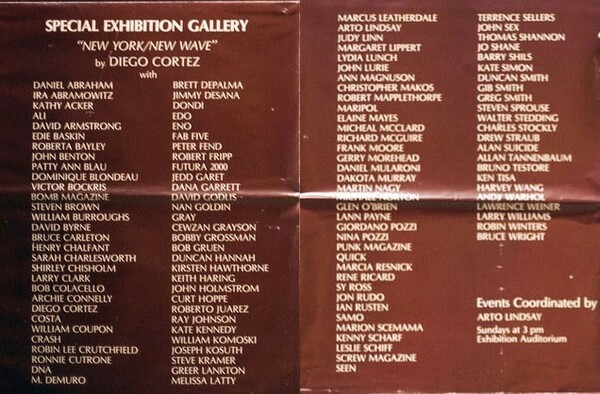 SPECIAL EXHIBITION GALLERY
"NEW YORK/NEW WAVE"
by DIEGO CORTEZ
with
DANIEL ABRAHAM
IRA ABRAMOWITZ
KATHY ACKER
ALI
DAVID ARMSTRONG
EDIE BASKIN
ROBERTA BAYLEY
JOHN BENTON
PATTY ANN BLAU
DOMINIQUE BLONDEAU
VICTOR BOCKRIS
BOMB MAGAZINE
STEVEN BROWN
WILLIAM BURROUGHS
DAVID BYRNE
BRUCE CARLETON
HENRY CHALFANT
SARAH CHARLESWORTH
SHIRLEY CHISHOLM
LARRY CLARK
BOB COLACELLO
ARCHIE CONNELLY
DIEGO CORTEZ
COSTA
WILLIAM COUPON
CRASH
ROBIN LEE CRUTCHFIELD
RONNIE CUTRONE
DNA
M. DEMURO
BRETT DEPALMA
JIMMY DESANA
DONDI
EDO
ENO
FAB FIVE
PETER FEND
ROBERT FRIPP
FUTURA 2000
JEDD GARET
DANA GARRETT
DAVID GODLIS
NAN GOLDIN
GRAY
CEWZAN GRAYSON
BOBBY GROSSMAN
BOB GRUEN
DUNCAN HANNAH
KIRSTEN HAWTHORNE
KEITH HARING
JOHN HOLMSTROM
CURT HOPPE
ROBERTO JUAREZ
RAY JOHNSON
KATE KENNEDY
WILLIAM KOMOSKI
JOSEPH KOSUTH
STEVE KRAMER
GREER LANKTON
MELISSA LATTY
MARCUS LEATHERDALE
ARTO LINDSAY
JUDY LINN
MARGARET LIPPERT
LYDIA LUNCH
JOHN LURIE
ANN MAGNUSON
CHRISTOPHER MAKOS
ROBERT MAPPLETHORPE
MARIPOL
ELAINE MAYES
MICHEAL MCCLARD
RICHARD MCGUIRE
FRANK MOORE
GERRY MOREHEAD
DANIEL MULARONI
DAKOTA MURRAY
MARTIN NAGY
MICHAEL NORTON
GLEN O'BRIEN
LANN PAYNE
GIORDANO POZZI
NINA POZZI
PUNK MAGAZINE
QUICK
MARCIA RESNICK
RENE RICARD
SY ROSS
JON RUDO
IAN RUSTEN
SAMO
MARION SCEMAMA
KENNY SCHARF
LESLIE SCHIFF
SCREW MAGAZINE
SEEN
TERRENCE SELLERS
JOHN SEX
THOMAS SHANNON
JO SHANE
BARRY SHILS
KATE SIMON
DUNCAN SMITH
GIB SMITH
GREG SMITH
STEVEN SPROUSE
WALTER STEDDING
CHARLES STOCKLY
DREW STRAUB
ALAN SUICIDE
ALLAN TANNENBAUM
BRUNO TESTORE
KEN TISA
HARVEY WANG
ANDY WARHOL
LAWRENCE WEINER
LARRY WILLIAMS
ROBIN WINTERS
BRUCE WRIGHT
Events Coordinated by
ARTO LINDSAY
Sundays at 3 pm
Exhibition Auditorium